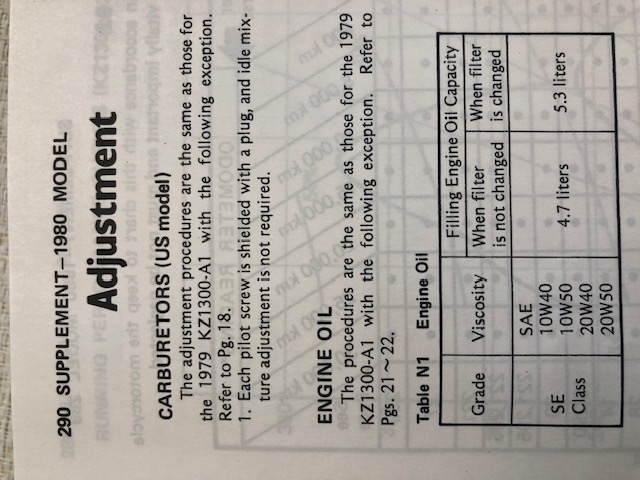 290 SUPPLEMENT—1980 MODEL
Adjustment
CARBURETORS (US model)
The adjustment procedures are the same as those for
the 1979 KZ1300-A1 with the following exception.
Refer to Pg. 18.
1. Each pilot screw is shielded with a plug, and idle mix-
ture adjustment is not required.
ENGINE OIL
The procedures are the same as those for the 1979
KZ1300-A1 with the following exception. Refer to
Pgs. 21 ~ 22.
Table N1 Engine Oil
Grade Viscosity Filling Engine Oil Capacity
When filter is not changed
When filter is changed
SE Class
SAE
10W40
10W50
20W40
20W50
4.7 liters
5.3 liters